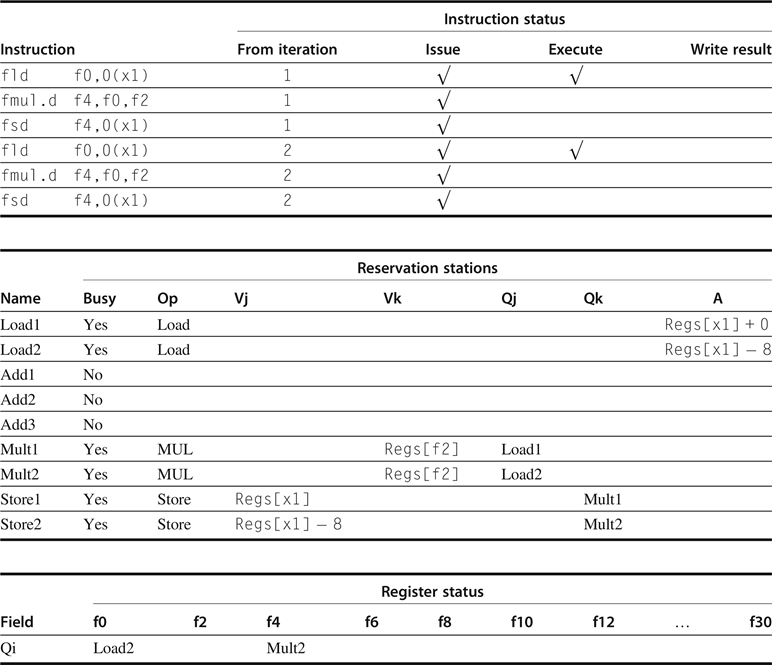 Instruction status
Instruction From iteration Issue Execute Write result
fld f0,0(x1) 1 √ √
fmul.d f4,f0,f2 1 √
fsd f4,0(x1) 1 √
fld f0,0(x1) 2 √ √
fmul.d f4,f0,f2 2 √
fsd f4,0(x1) 2 √
Reservation stations
Name Busy Op Vj Vk Qj Qk A
Load1 Yes Load Regs[x1] + 0
Load2 Yes Load Regs[x1] − 8
Add1 No
Add2 No
Add3 No
Mult1 Yes MUL Regs[f2] Load1
Mult2 Yes MUL Regs[f2] Load2
Store1 Yes Store Regs[x1] Mult1
Store2 Yes Store Regs[x1] − 8 Mult2
Register status
Field f0 f2 f4 f6 f8 f10 f12 … f30
Qi Load2 Mult2